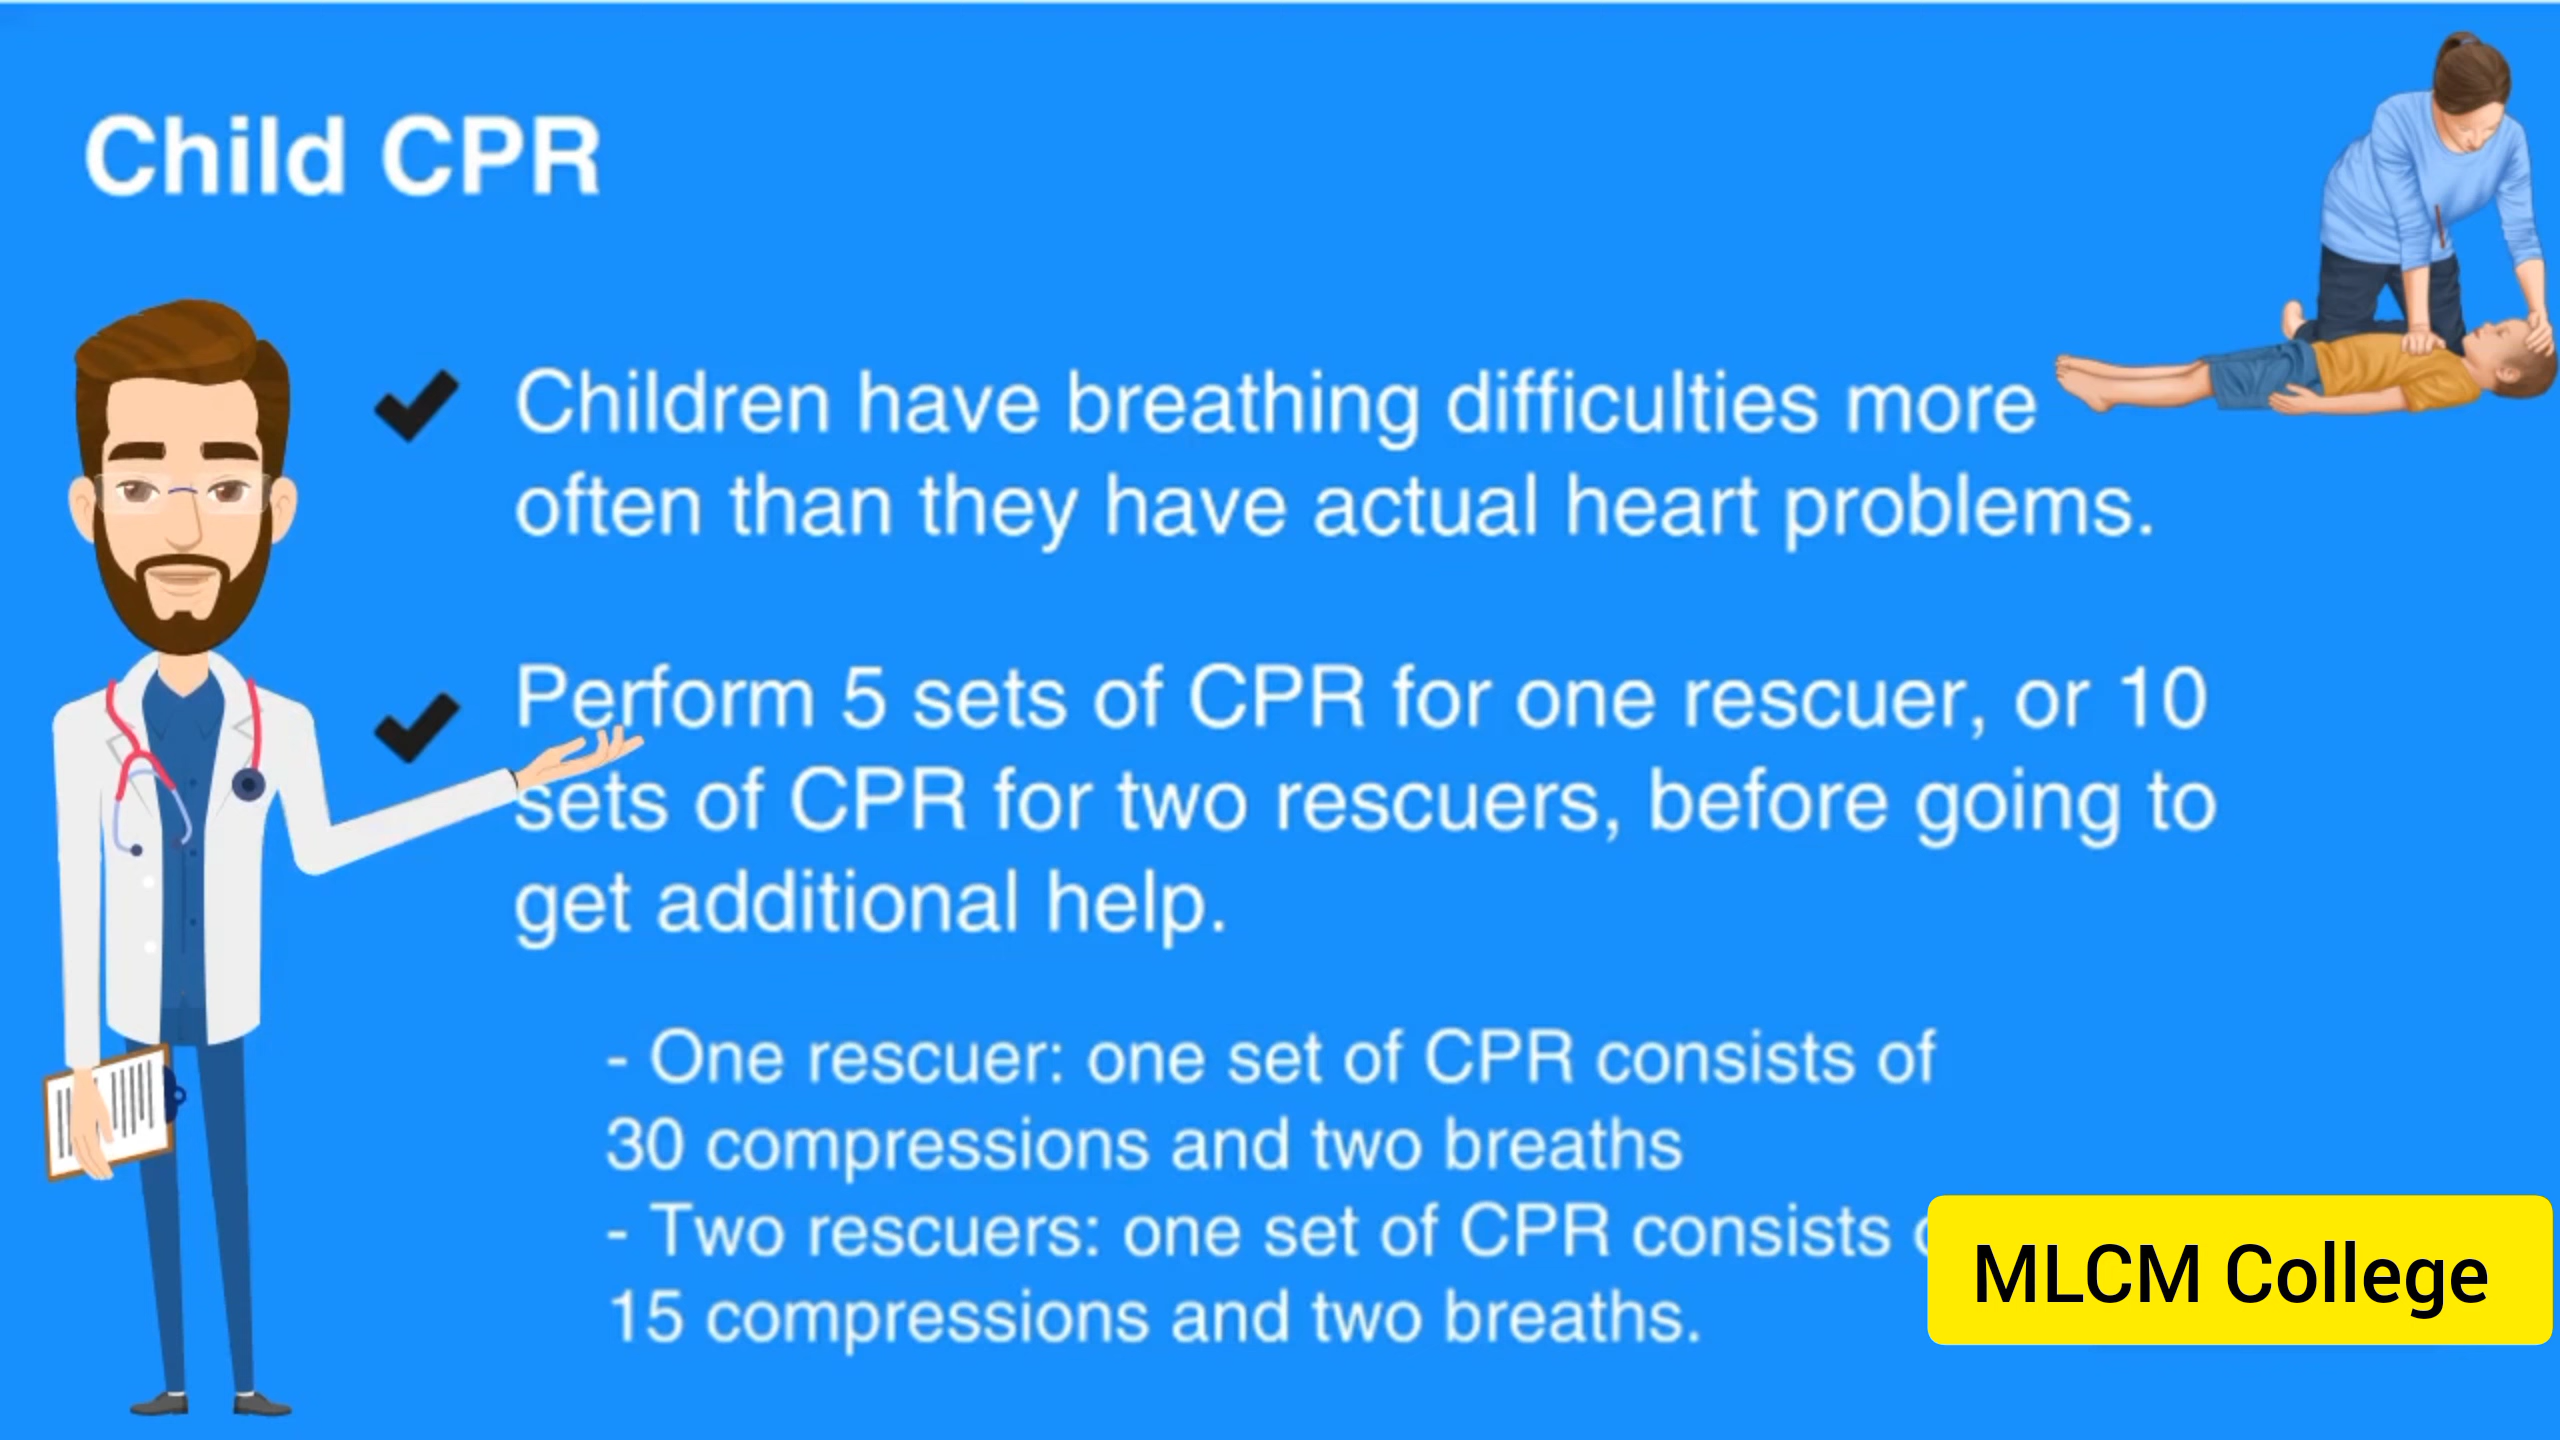 Child CPR
Children have breathing difficulties more
often than they have actual heart problems.
Perform 5 sets of CPR for one rescuer, or 10
sets of CPR for two rescuers, before going to
get additional help.
- One rescuer: one set of CPR consists of
30 compressions and two breaths
- Two rescuers: one set of CPR consists
15 compressions and two breaths.
MLCM College